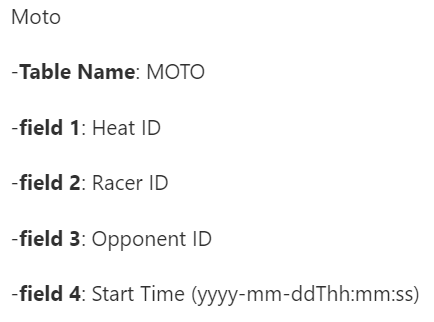 Moto
-Table Name: MOTO
-field 1: Heat ID
-field 2: Racer ID
-field 3: Opponent ID
-field 4: Start Time (yyyy-mm-ddThh:mm:ss)